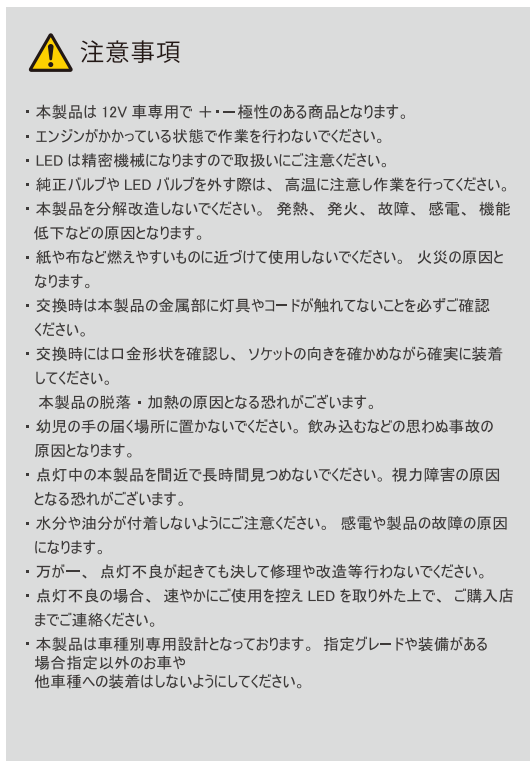 注意事項
・本製品は 12V 車専用で ＋・ー極性のある商品となります。
・エンジンがかかっている状態で作業を行わないでください。
・LED は精密機械になりますので取扱いにご注意ください。
・純正バルブや LED バルブを外す際は、 高温に注意し作業を行ってください。
・本製品を分解改造しないでください。 発熱、 発火、 故障、 感電、 機能
低下などの原因となります。
・紙や布など燃えやすいものに近づけて使用しないでください。 火災の原因と
なります。
・交換時は本製品の金属部に灯具やコードが触れてないことを必ずご確認
ください。
・交換時には口金形状を確認し、 ソケットの向きを確かめながら確実に装着
してください。
本製品の脱落・加熱の原因となる恐れがございます。
・幼児の手の届く場所に置かないでください。飲み込むなどの思わぬ事故の
原因となります。
・点灯中の本製品を間近で長時間見つめないでください。視力障害の原因
となる恐れがございます。
・水分や油分が付着しないようにご注意ください。 感電や製品の故障の原因
になります。
・万が一、 点灯不良が起きても決して修理や改造等行わないでください。
・点灯不良の場合、 速やかにご使用を控え LED を取り外た上で、 ご購入店
までご連絡ください。
・本製品は車種別専用設計となっております。 指定グレードや装備がある
場合指定以外のお車や
他車種への装着はしないようにしてください。